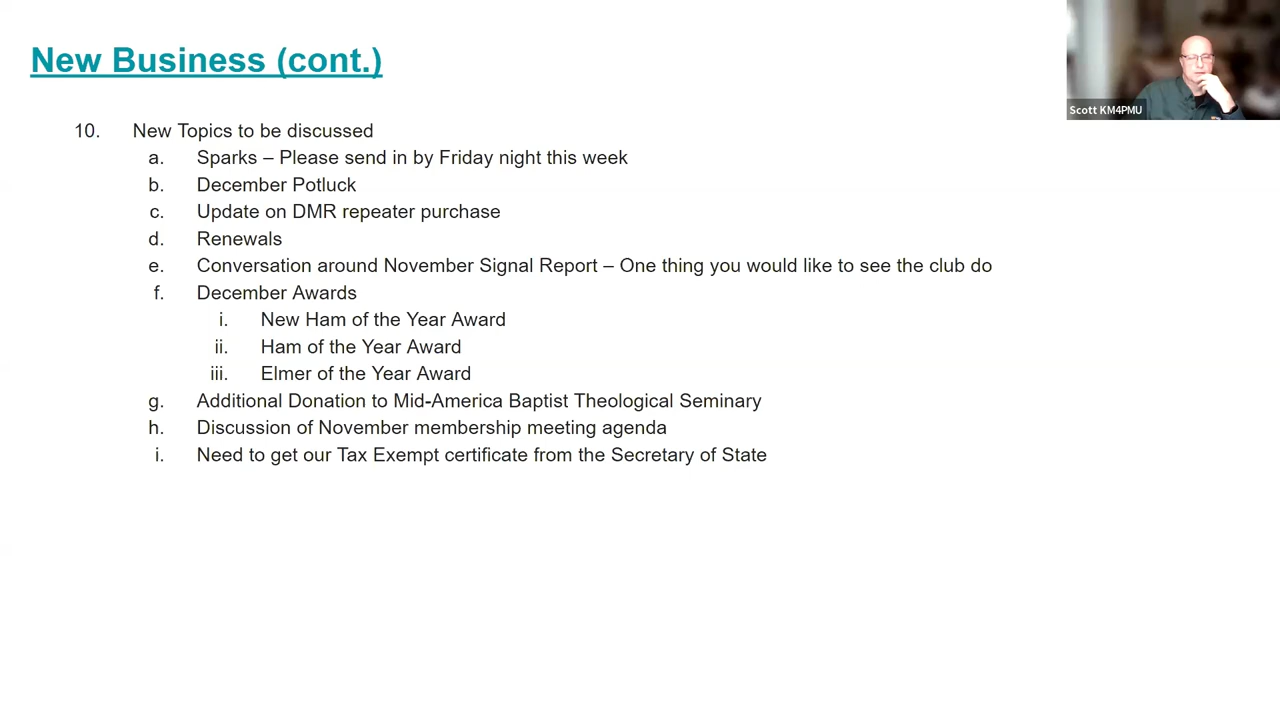 New Business (cont.)
Scott KM4PMU
10. New Topics to be discussed
a. Sparks – Please send in by Friday night this week
b. December Potluck
c. Update on DMR repeater purchase
d. Renewals
e. Conversation around November Signal Report – One thing you would like to see the club do
f. December Awards
i. New Ham of the Year Award
ii. Ham of the Year Award
iii. Elmer of the Year Award
g. Additional Donation to Mid-America Baptist Theological Seminary
h. Discussion of November membership meeting agenda
i. Need to get our Tax Exempt certificate from the Secretary of State